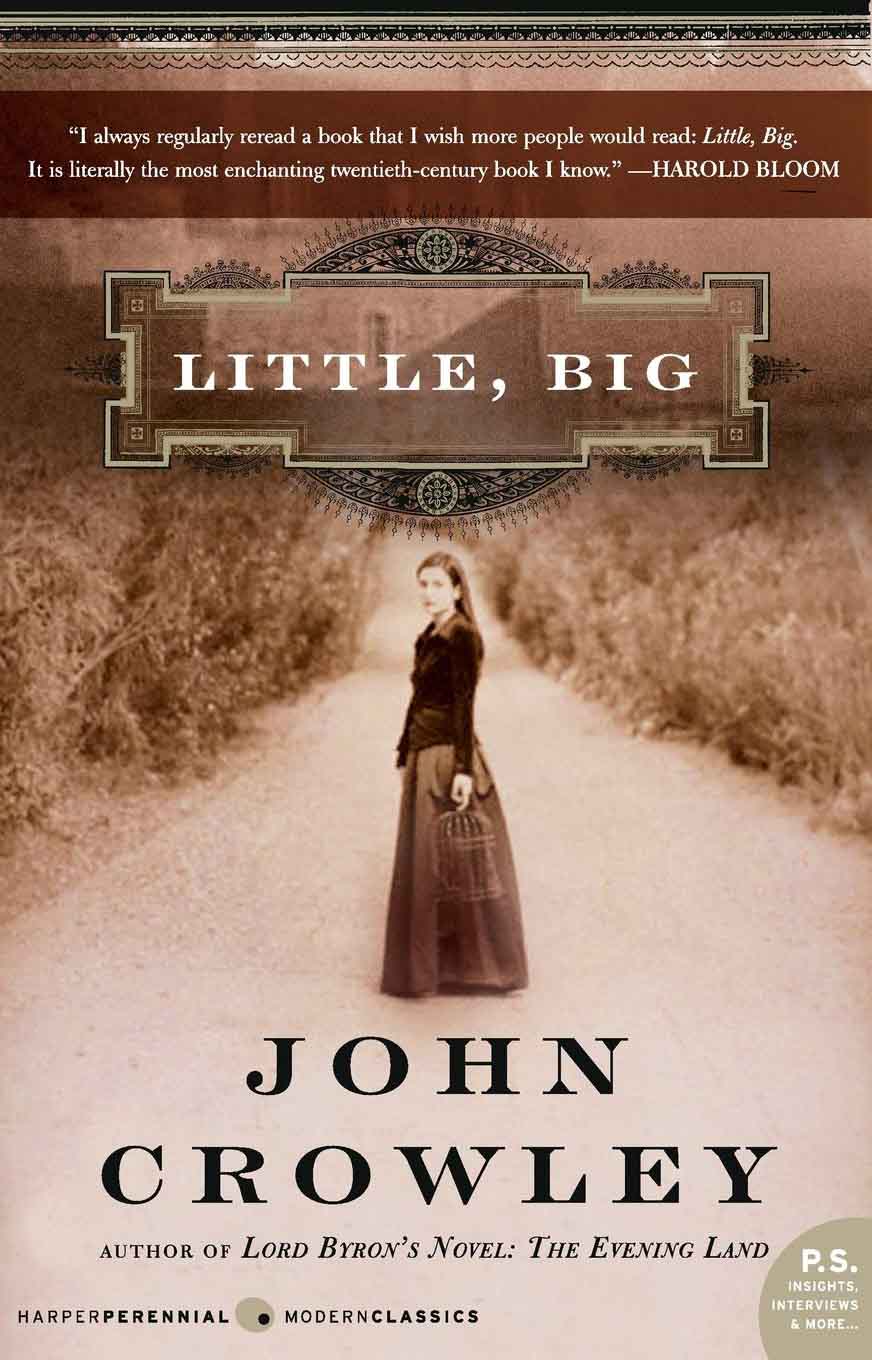 “I always regularly reread a book that I wish more people would read: Little, Big.
It is literally the most enchanting twentieth-century book I know.” —HAROLD BLOOM
LITTLE, BIG
JOHN
CROWLEY
AUTHOR OF LORD BYRON’S NOVEL: THE EVENING LAND
P.S.
INSIGHTS,
INTERVIEWS
& MORE...
HARPERPERENNIAL MODERNCLASSICS